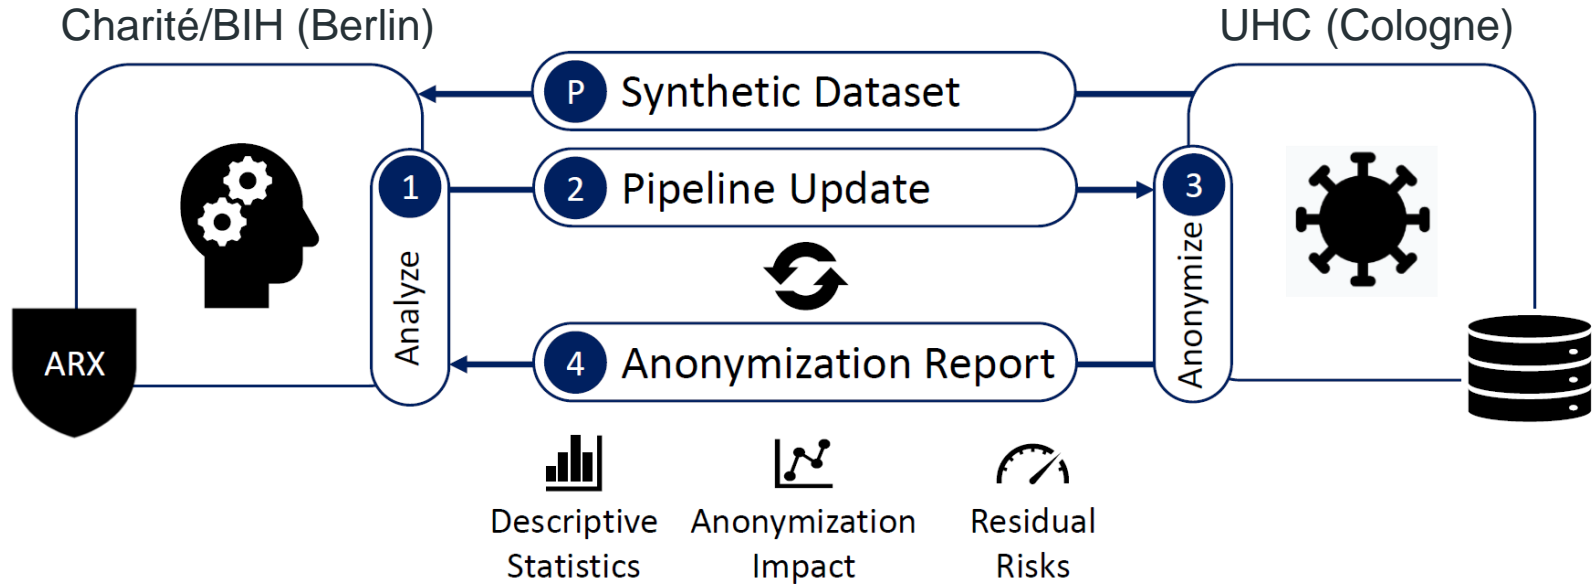 Charité/BIH (Berlin)
UHC (Cologne)
P Synthetic Dataset
1
2 Pipeline Update
3
Analyze
Anonymize
ARX
4 Anonymization Report
Descriptive
Statistics
Anonymization
Impact
Residual
Risks